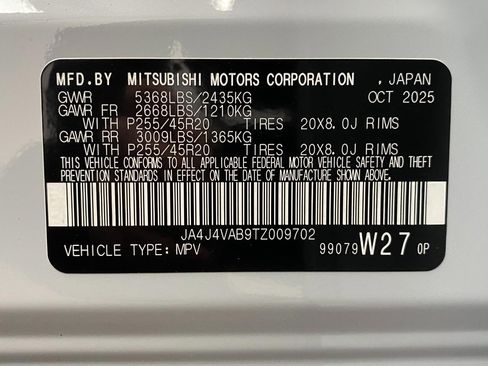 MFD.BY MITSUBISHI MOTORS CORPORATION , JAPAN
GVWR 5368LBS/2435KG OCT 2025
GAWR FR 2668LBS/1210KG
WITH P255/45R20 TIRES 20X8.0J RIMS
GAWR RR 3009LBS/1365KG
WITH P255/45R20 TIRES 20X8.0J RIMS
THIS VEHICLE CONFORMS TO ALL APPLICABLE FEDERAL MOTOR VEHICLE SAFETY AND THEFT
PREVENTION STANDARDS IN EFFECT ON THE DATE OF MANUFACTURE SHOWN ABOVE.
JA4J4VAB9TZ009702
VEHICLE TYPE: MPV 99079 W27 0P